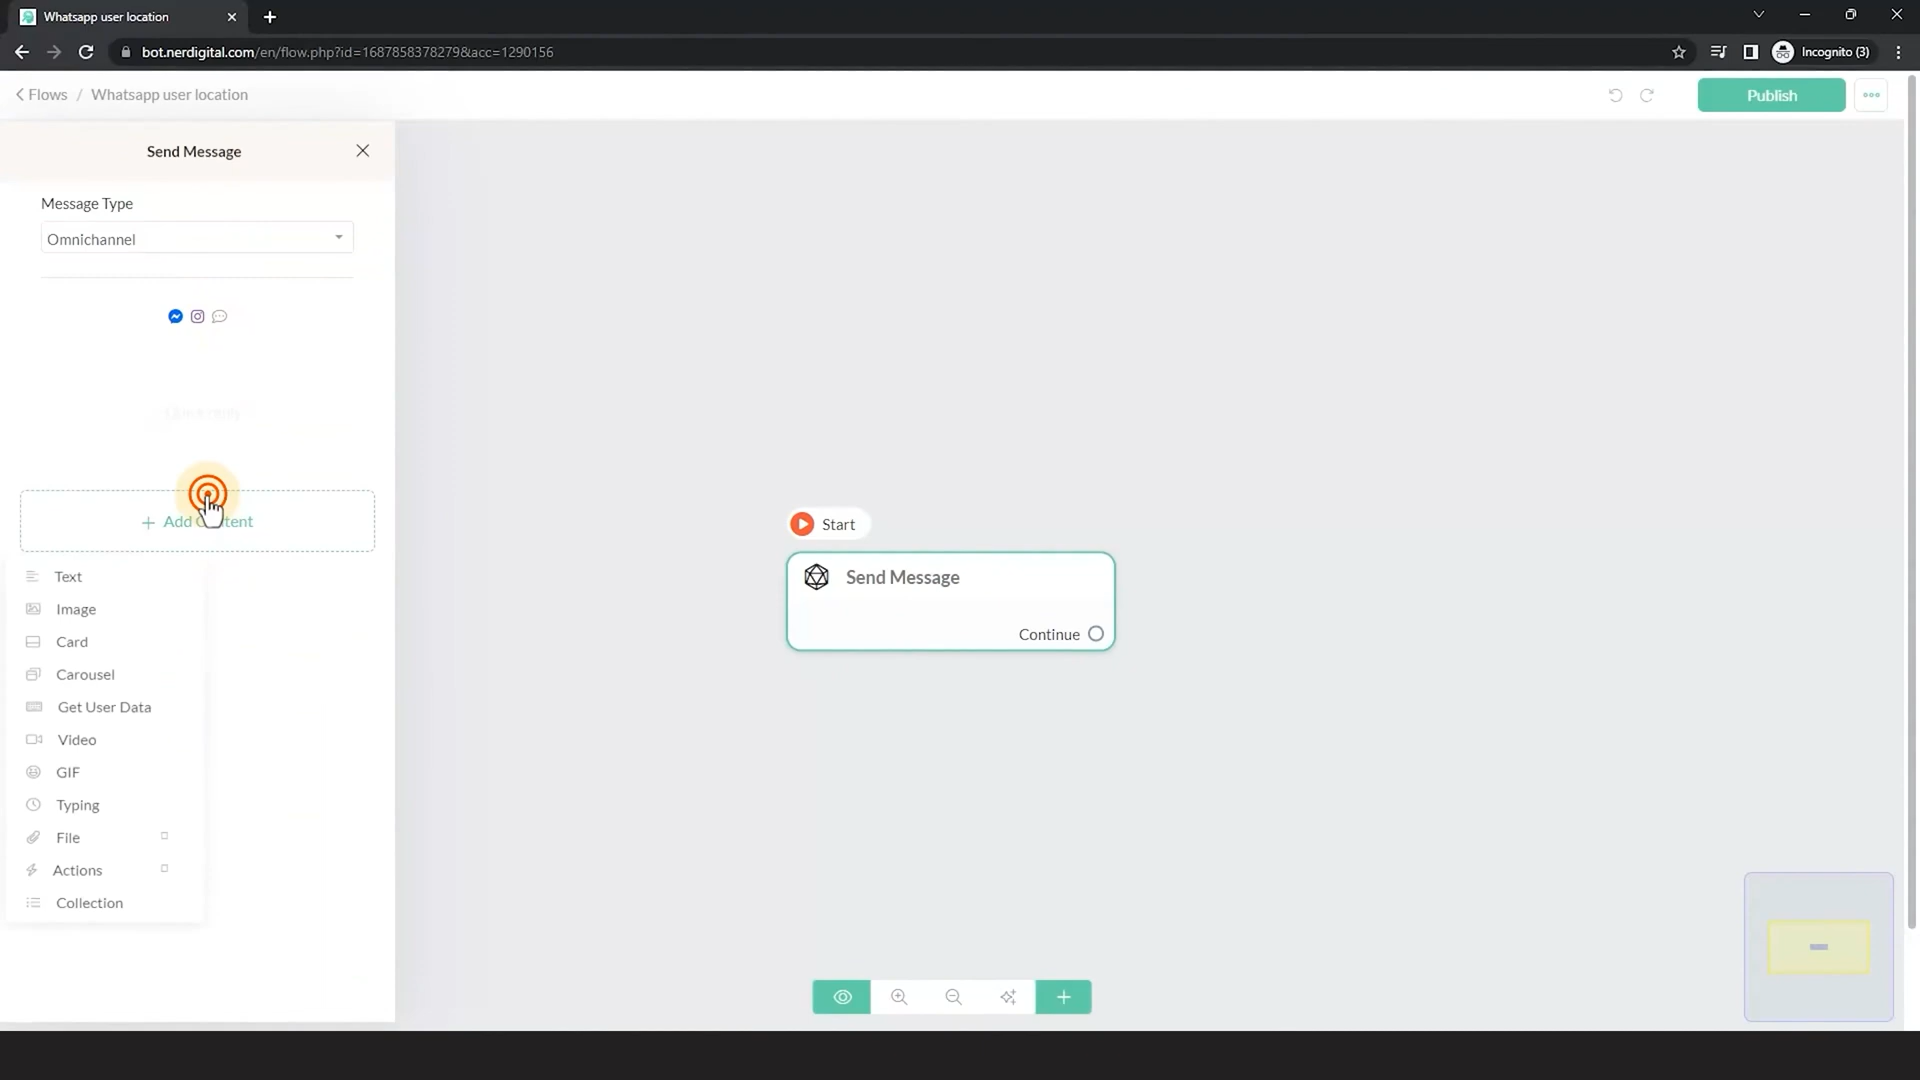 Whatsapp user location
bot.nerdigital.com/en/flow.php?id=1687858378279&acc=1290156
Incognito (3)
Flows / Whatsapp user location
Publish
Send Message
Message Type
Omnichannel
+ Add
Text
Image
Card
Carousel
Get User Data
Video
GIF
Typing
File
Actions
Collection
Start
Send Message
Continue